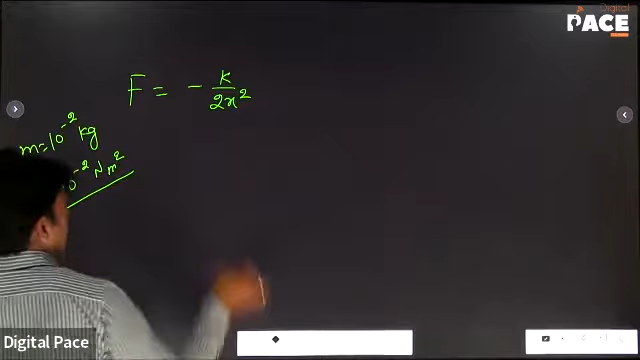 Digital
PACE
F = - k/2x²
m=10⁻² kg
⁻² Nm²
Digital Pace